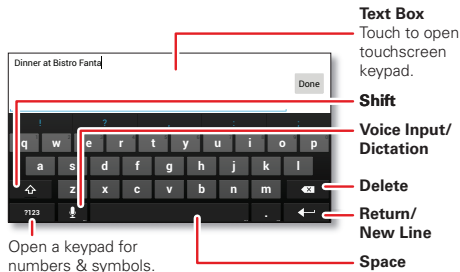 Text Box
Touch to open
touchscreen
keypad.
Dinner at Bistro Fanta
Done
Shift
! ? , : ;
q w e r t y u i o p
Voice Input/
Dictation
a s d f g h j k l
z x c v b n m
Delete
?123 .
Return/
New Line
Open a keypad for
numbers & symbols.
Space